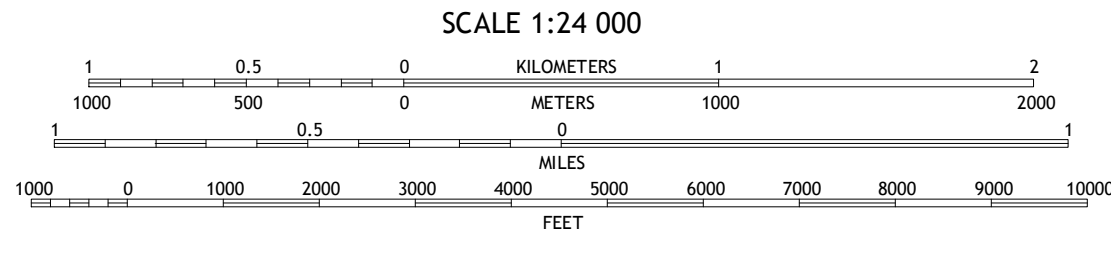 SCALE 1:24 000
1 0.5 0 KILOMETERS 1 2
1000 500 0 METERS 1000 2000
1 0.5 0 1
MILES
1000 0 1000 2000 3000 4000 5000 6000 7000 8000 9000 10000
FEET